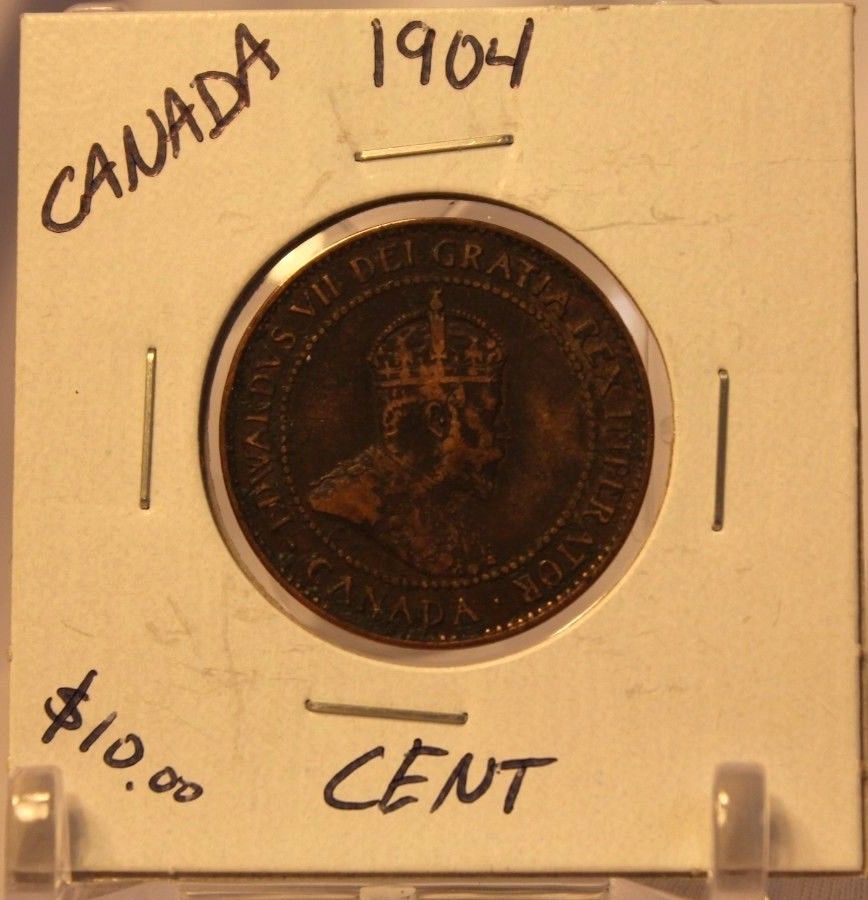 CANADA 1904
EDWARDVS VII DEI GRATIA REX IMPERATOR
· CANADA ·
$10.00
CENT